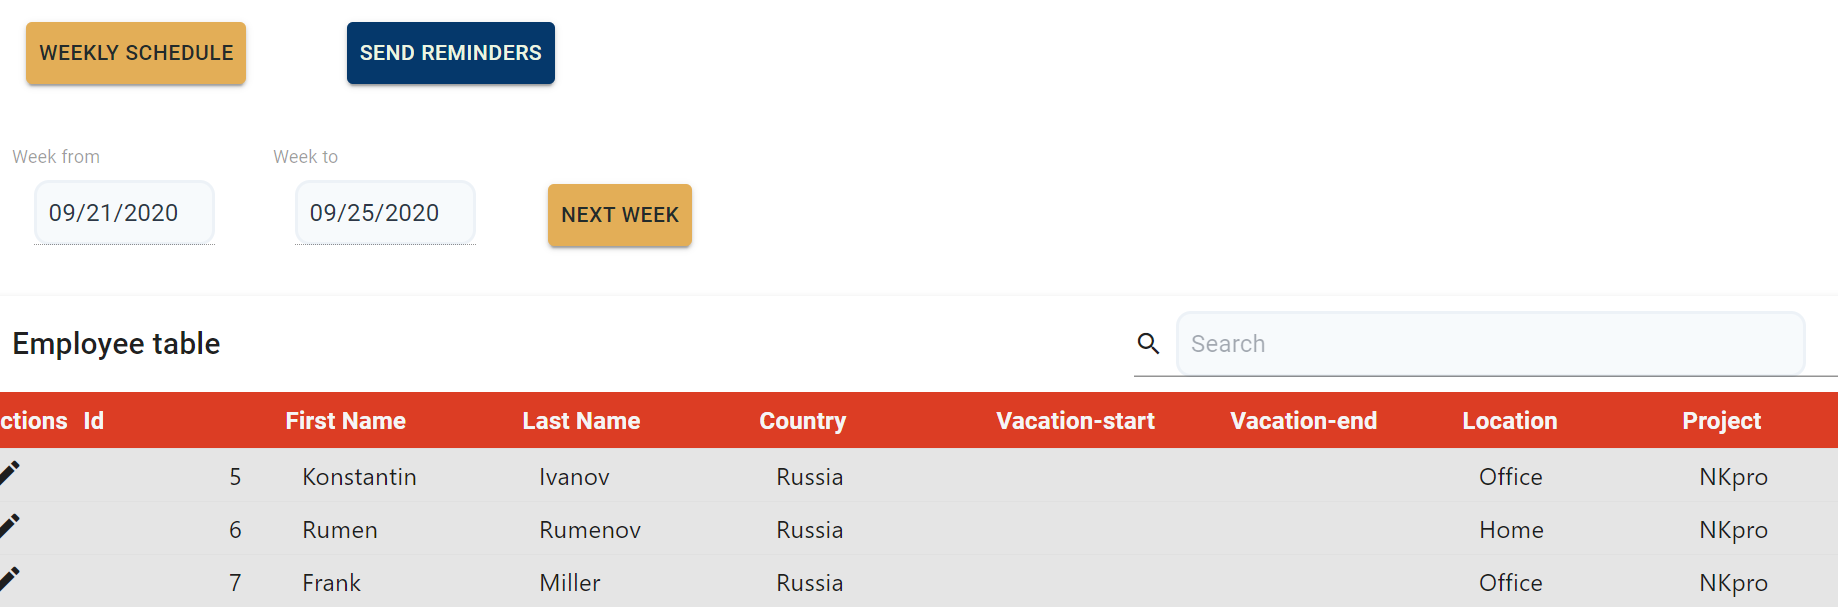 WEEKLY SCHEDULE SEND REMINDERS
Week from Week to
09/21/2020 09/25/2020 NEXT WEEK
Employee table Search
ctions Id First Name Last Name Country Vacation-start Vacation-end Location Project
5 Konstantin Ivanov Russia Office NKpro
6 Rumen Rumenov Russia Home NKpro
7 Frank Miller Russia Office NKpro